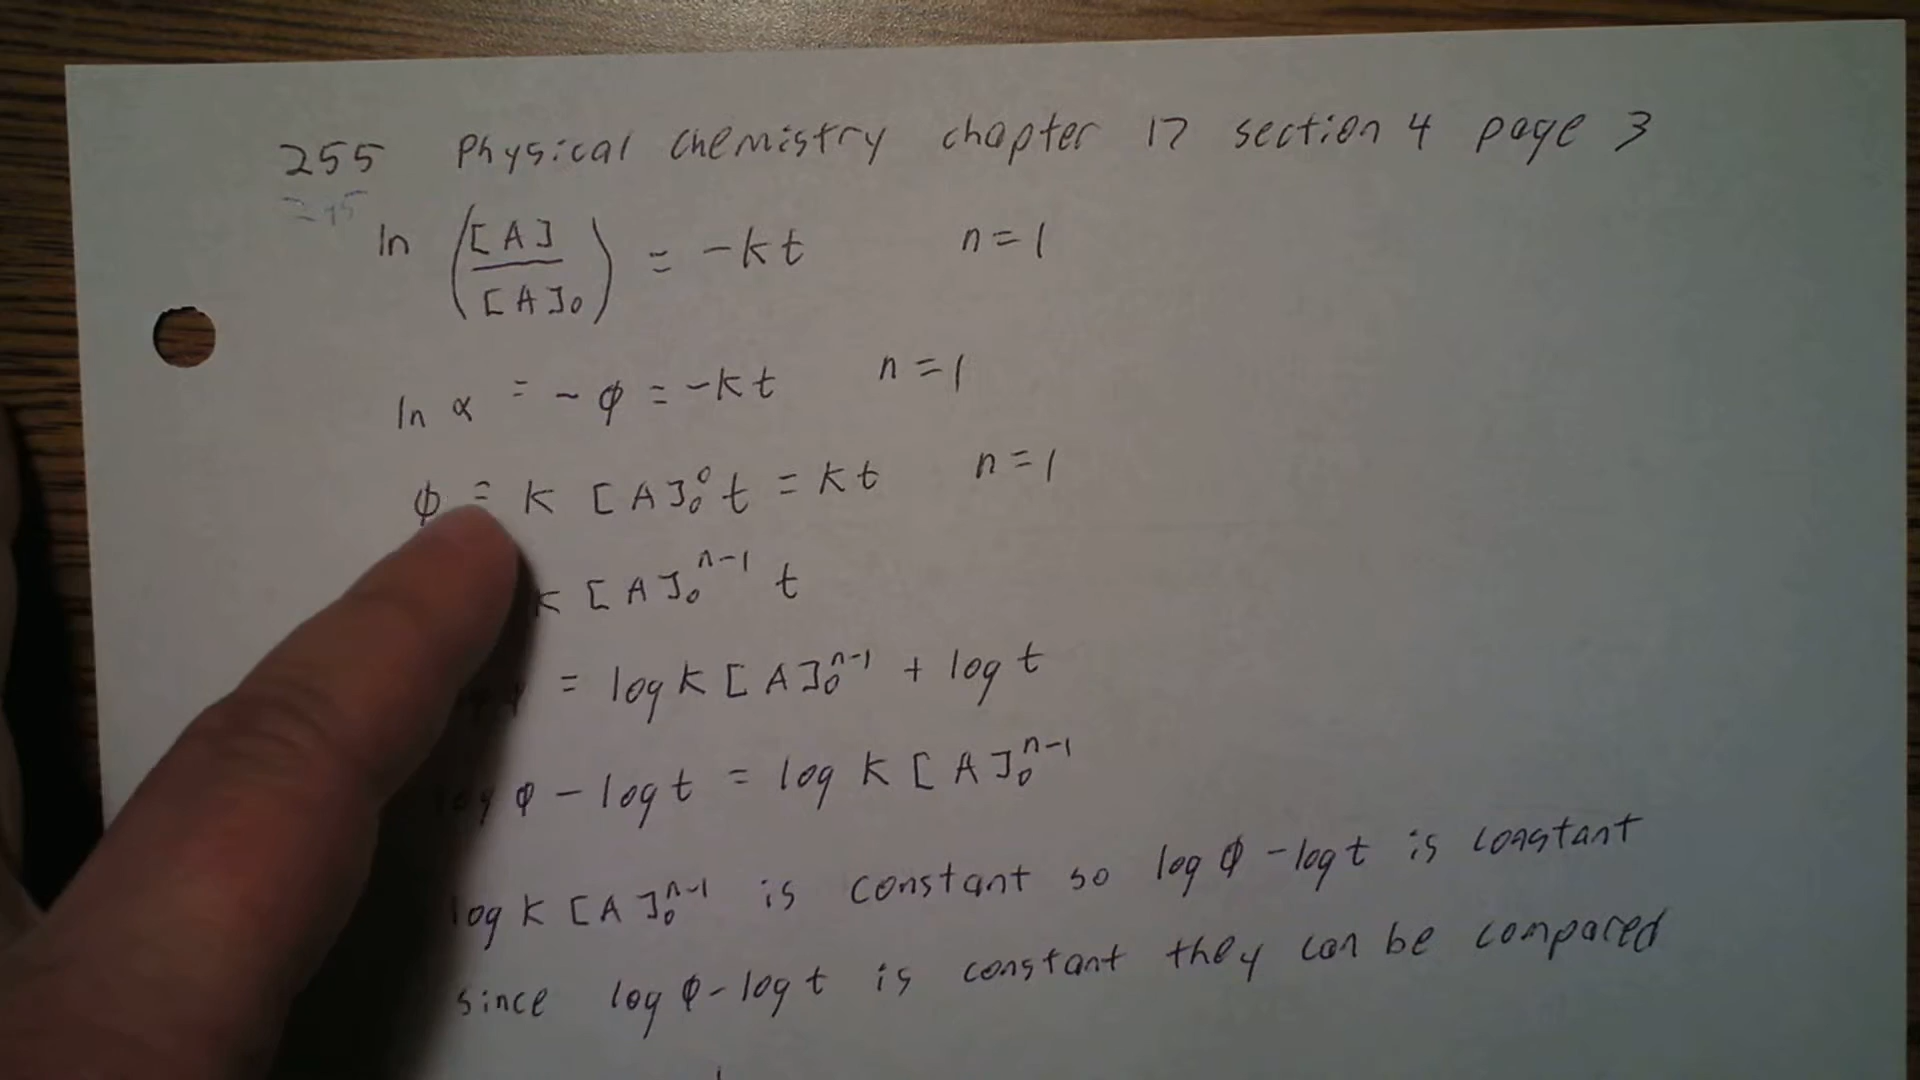 255 Physical chemistry chapter 17 section 4 page 3
ln ([A]/[A]₀) = -kt n=1
ln α = -φ = -kt n=1
φ = k [A]₀⁰ t = kt n=1
k [A]₀ⁿ⁻¹ t
= log k [A]₀ⁿ⁻¹ + log t
log φ - log t = log k [A]₀ⁿ⁻¹
log k [A]₀ⁿ⁻¹ is constant so log φ - log t is constant
since log φ - log t is constant they can be compared